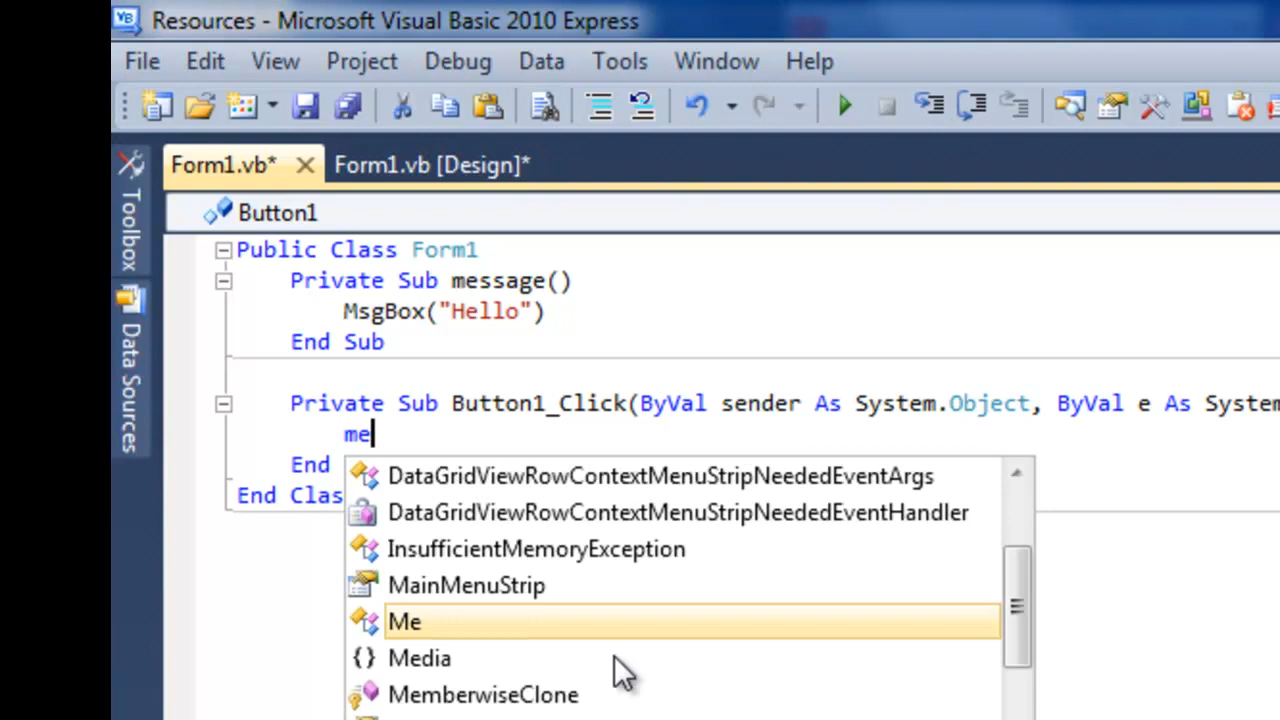 Resources - Microsoft Visual Basic 2010 Express
File Edit View Project Debug Data Tools Window Help
Form1.vb* Form1.vb [Design]*
Toolbox
Data Sources
Button1
Public Class Form1
Private Sub message()
MsgBox("Hello")
End Sub
Private Sub Button1_Click(ByVal sender As System.Object, ByVal e As System
me
End
End Clas
DataGridViewRowContextMenuStripNeededEventArgs
DataGridViewRowContextMenuStripNeededEventHandler
InsufficientMemoryException
MainMenuStrip
Me
{} Media
MemberwiseClone